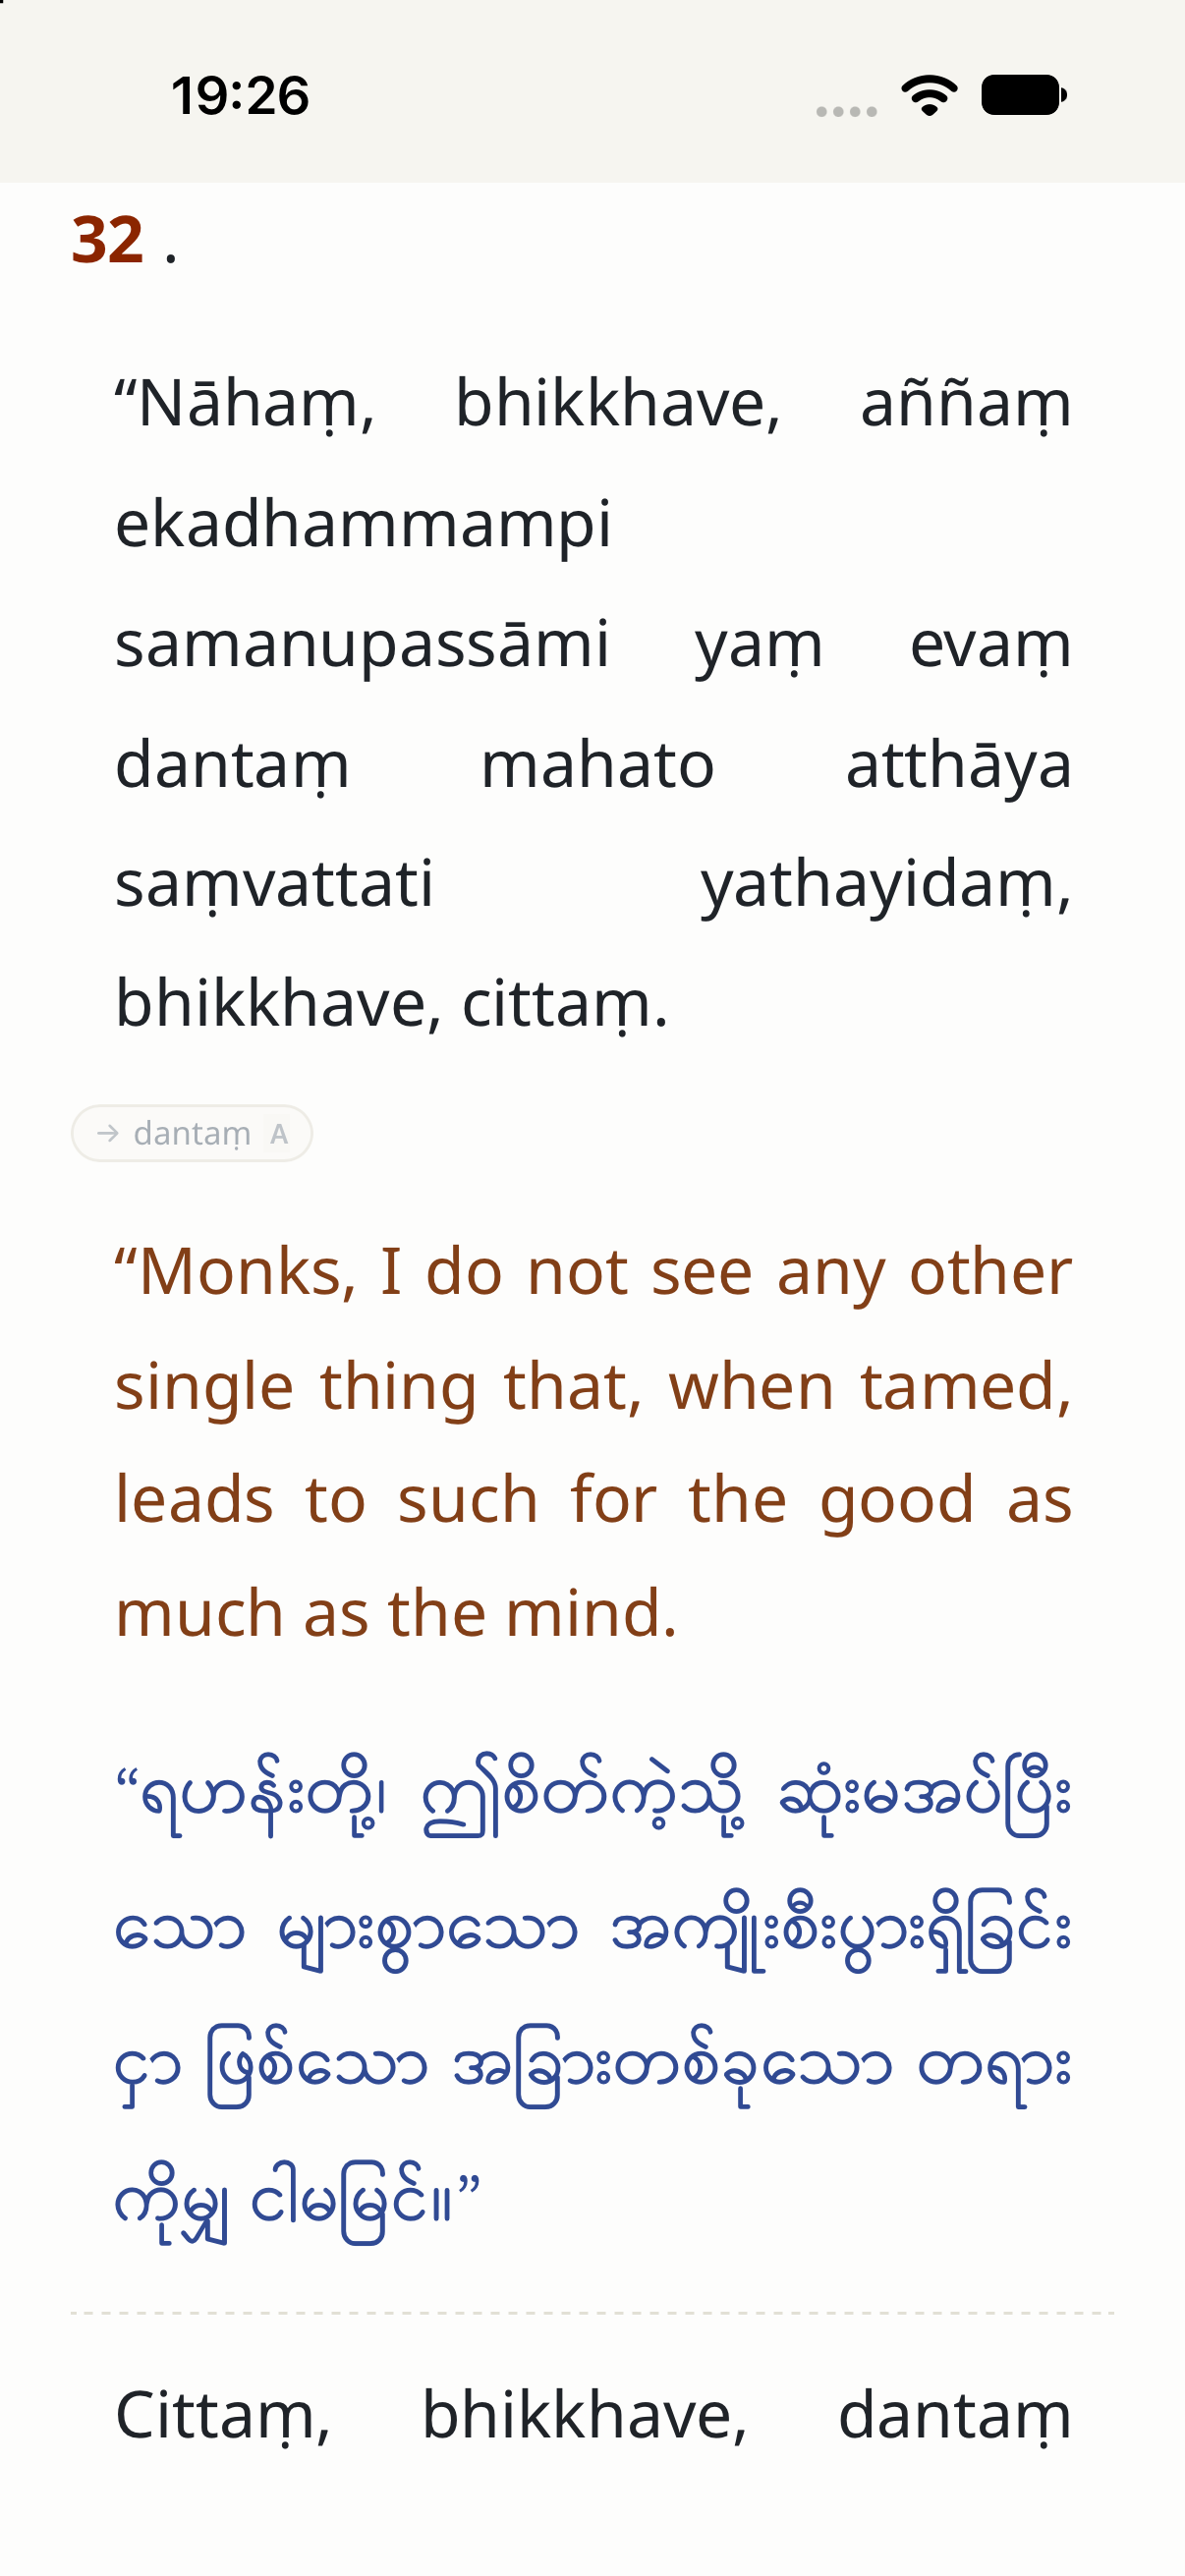 19:26
32 .
“Nāhaṃ, bhikkhave, aññaṃ
ekadhammampi
samanupassāmi yaṃ evaṃ
dantaṃ mahato atthāya
saṃvattati yathayidaṃ,
bhikkhave, cittaṃ.
→ dantaṃ A
“Monks, I do not see any other
single thing that, when tamed,
leads to such for the good as
much as the mind.
“ရဟန်းတို့၊ ဤစိတ်ကဲ့သို့ ဆုံးမအပ်ပြီး
သော များစွာသော အကျိုးစီးပွားရှိခြင်း
ငှာ ဖြစ်သော အခြားတစ်ခုသော တရား
ကိုမျှ ငါမမြင်။”
Cittaṃ, bhikkhave, dantaṃ